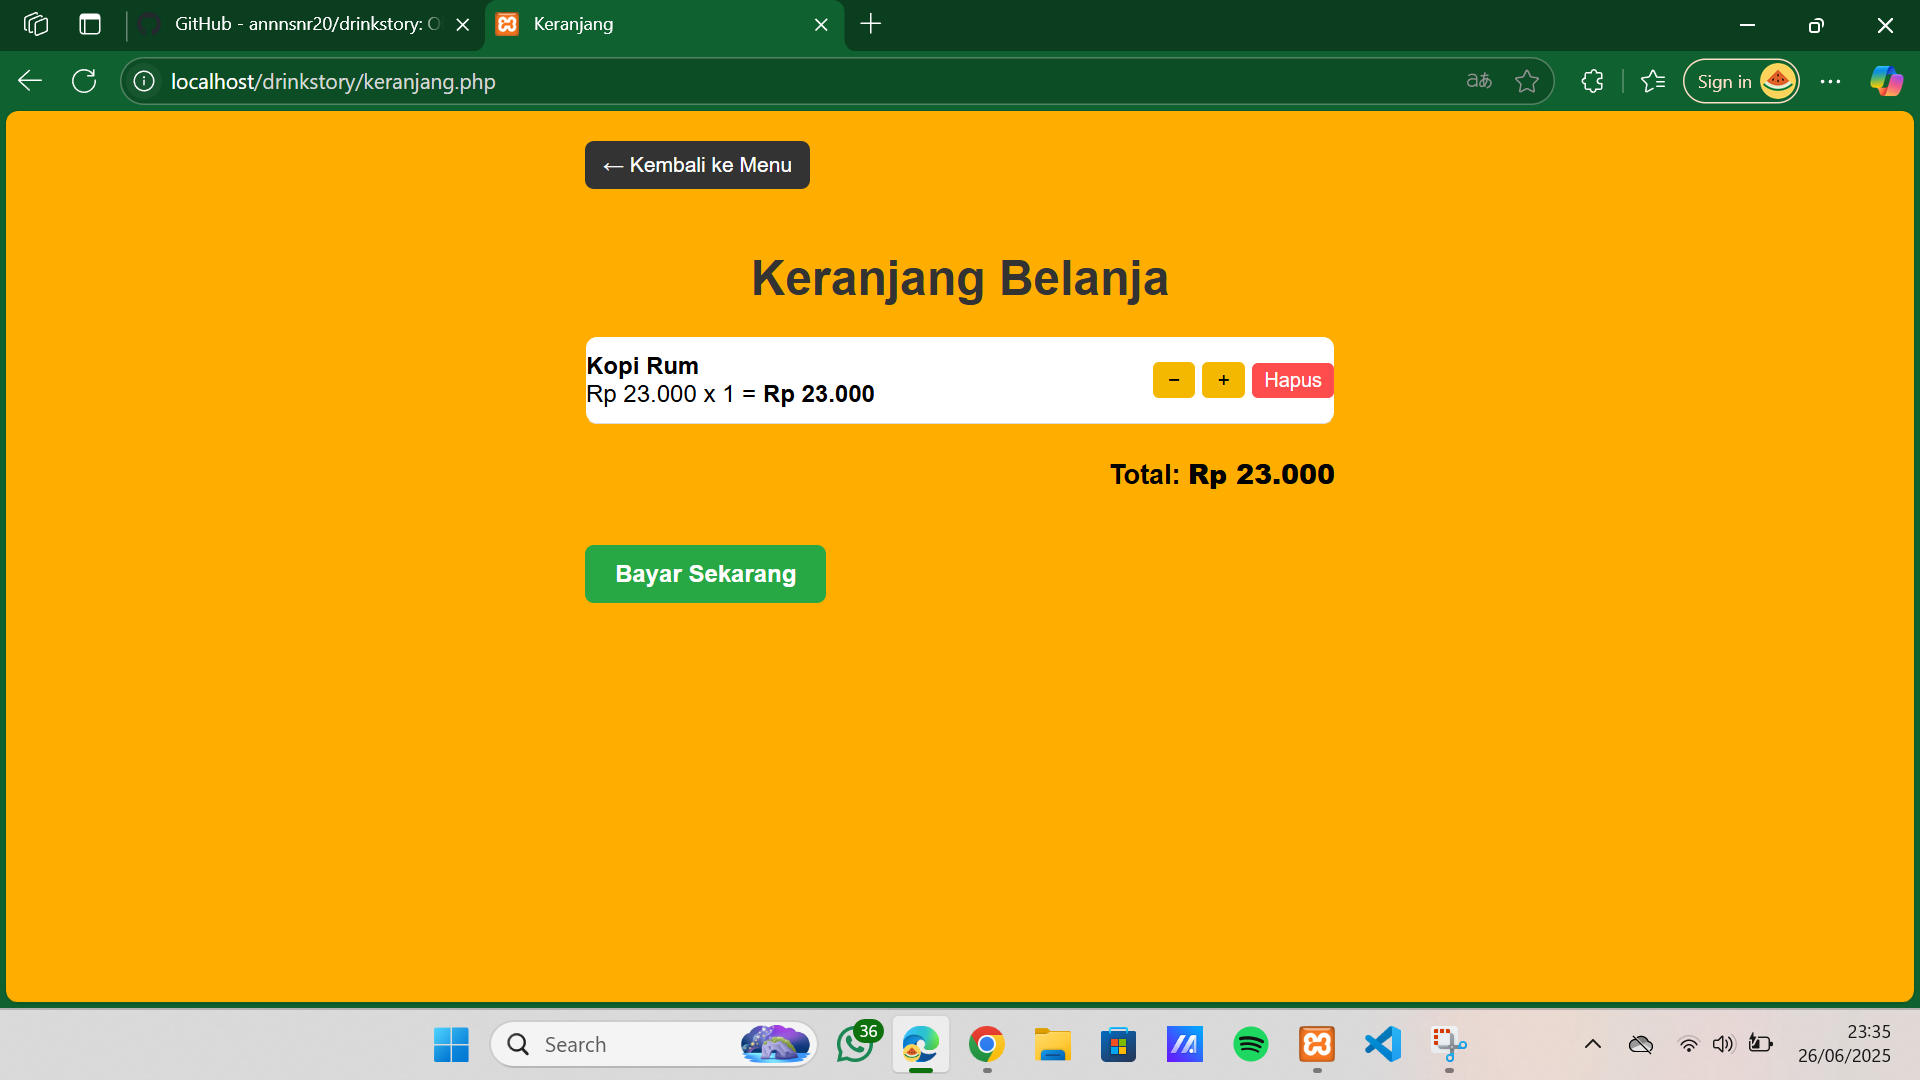 GitHub - annnsnr20/drinkstory: O
Keranjang
localhost/drinkstory/keranjang.php
Sign in
← Kembali ke Menu
Keranjang Belanja
Kopi Rum
Rp 23.000 x 1 = Rp 23.000
− + Hapus
Total: Rp 23.000
Bayar Sekarang
Search
36
23:35
26/06/2025